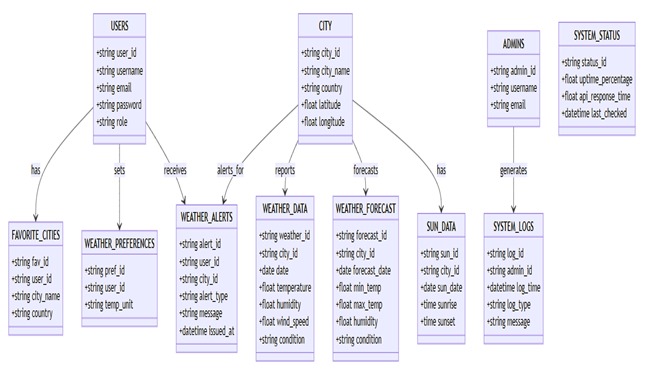 USERS
+string user_id
+string username
+string email
+string password
+string role
CITY
+string city_id
+string city_name
+string country
+float latitude
+float longitude
ADMINS
+string admin_id
+string username
+string email
SYSTEM_STATUS
+string status_id
+float uptime_percentage
+float api_response_time
+datetime last_checked
has
sets
receives
alerts_for
reports
forecasts
has
generates
FAVORITE_CITIES
+string fav_id
+string user_id
+string city_name
+string country
WEATHER_PREFERENCES
+string pref_id
+string user_id
+string temp_unit
WEATHER_ALERTS
+string alert_id
+string user_id
+string city_id
+string alert_type
+string message
+datetime issued_at
WEATHER_DATA
+string weather_id
+string city_id
+date date
+float temperature
+float humidity
+float wind_speed
+string condition
WEATHER_FORECAST
+string forecast_id
+string city_id
+date forecast_date
+float min_temp
+float max_temp
+float humidity
+string condition
SUN_DATA
+string sun_id
+string city_id
+date sun_date
+time sunrise
+time sunset
SYSTEM_LOGS
+string log_id
+string admin_id
+datetime log_time
+string log_type
+string message